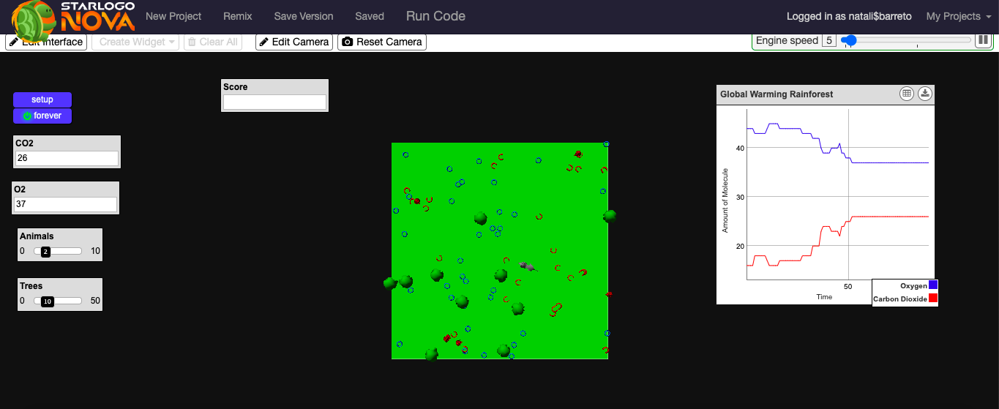 STARLOGO
NOVA
New Project
Remix
Save Version
Saved
Run Code
Logged in as natali$barreto
My Projects
Edit Interface
Create Widget
Clear All
Edit Camera
Reset Camera
Engine speed 5
setup
forever
Score
CO2
26
O2
37
Animals
0 2 10
Trees
0 10 50
Global Warming Rainforest
Amount of Molecule
40
30
20
50
Time
Oxygen
Carbon Dioxide